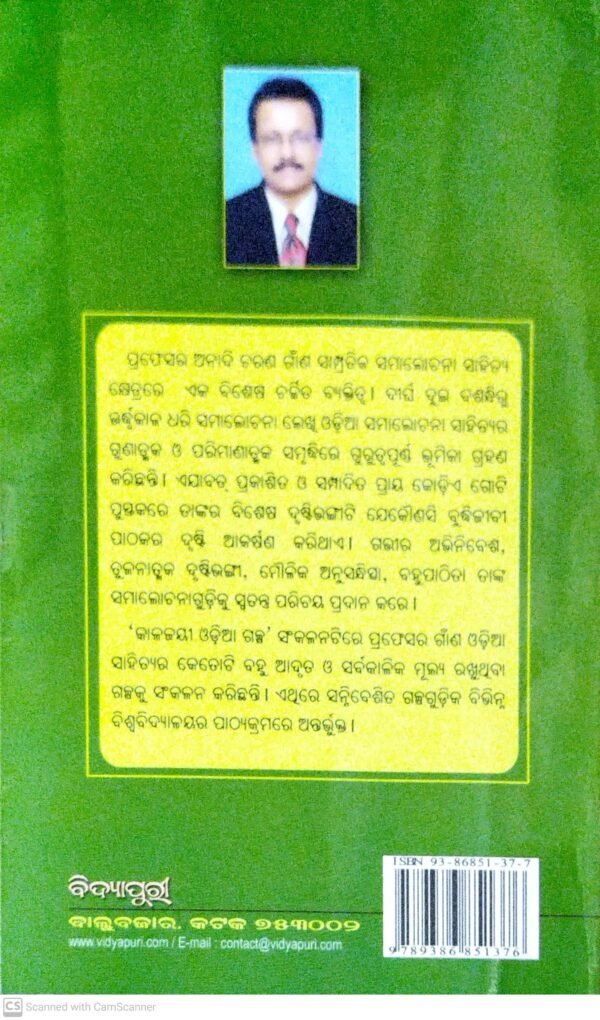 ପ୍ରଫେସର ଅନାଦି ଚରଣ ଗାଁଣ ସାମ୍ପ୍ରତିକ ସମାଲୋଚନା ସାହିତ୍ୟ
କ୍ଷେତ୍ରରେ ଏକ ବିଶେଷ ଚର୍ଚ୍ଚିତ ବ୍ୟକ୍ତିତ୍ୱ। ଦୀର୍ଘ ଦୁଇ ଦଶନ୍ଧିରୁ
ଊର୍ଦ୍ଧ୍ୱକାଳ ଧରି ସମାଲୋଚନା ଲେଖି ଓଡ଼ିଆ ସମାଲୋଚନା ସାହିତ୍ୟର
ଗୁଣାତ୍ମକ ଓ ପରିମାଣାତ୍ମକ ସମୃଦ୍ଧିରେ ଗୁରୁତ୍ୱପୂର୍ଣ୍ଣ ଭୂମିକା ଗ୍ରହଣ
କରିଛନ୍ତି। ଏଯାବତ୍ ପ୍ରକାଶିତ ଓ ସମ୍ପାଦିତ ପ୍ରାୟ କୋଡ଼ିଏ ଗୋଟି
ପୁସ୍ତକରେ ତାଙ୍କର ବିଶେଷ ଦୃଷ୍ଟିଭଙ୍ଗୀଟି ଯେକୌଣସି ବୁଦ୍ଧିଜୀବୀ
ପାଠକର ଦୃଷ୍ଟି ଆକର୍ଷଣ କରିଥାଏ। ଗଭୀର ଅଭିନିବେଶ,
ତୁଳନାତ୍ମକ ଦୃଷ୍ଟିଭଙ୍ଗୀ, ମୌଳିକ ଅନୁସନ୍ଧିତ୍ସା, ବହୁପାଠିତା ତାଙ୍କ
ସମାଲୋଚନାଗୁଡ଼ିକୁ ସ୍ୱତନ୍ତ୍ର ପରିଚୟ ପ୍ରଦାନ କରେ।
‘କାଳଜୟୀ ଓଡ଼ିଆ ଗଳ୍ପ’ ସଂକଳନଟିରେ ପ୍ରଫେସର ଗାଁଣ ଓଡ଼ିଆ
ସାହିତ୍ୟର କେତୋଟି ବହୁ ଆଦୃତ ଓ ସର୍ବକାଳିକ ମୂଲ୍ୟ ରଖୁଥିବା
ଗଳ୍ପକୁ ସଂକଳନ କରିଛନ୍ତି। ଏଥିରେ ସନ୍ନିବେଶିତ ଗଳ୍ପଗୁଡ଼ିକ ବିଭିନ୍ନ
ବିଶ୍ୱବିଦ୍ୟାଳୟର ପାଠ୍ୟକ୍ରମରେ ଅନ୍ତର୍ଭୁକ୍ତ।
ବିଦ୍ୟାପୁରୀ
ବାଲୁବଜାର, କଟକ ୭୫୩୦୦୨
www.vidyapuri.com / E-mail : contact@vidyapuri.com
ISBN 93-86851-37-7
9789386851376
CS Scanned with CamScanner